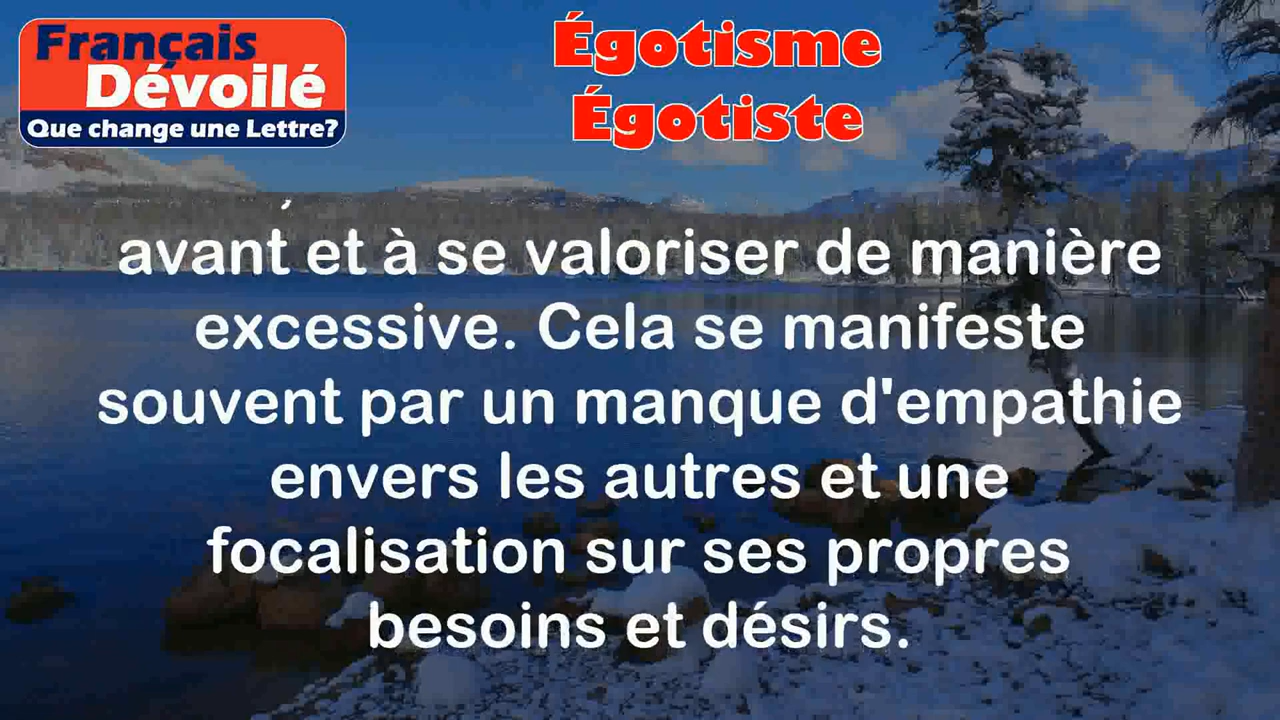 Français
Dévoilé
Que change une Lettre?
Égotisme
Égotiste
avant et à se valoriser de manière
excessive. Cela se manifeste
souvent par un manque d'empathie
envers les autres et une
focalisation sur ses propres
besoins et désirs.